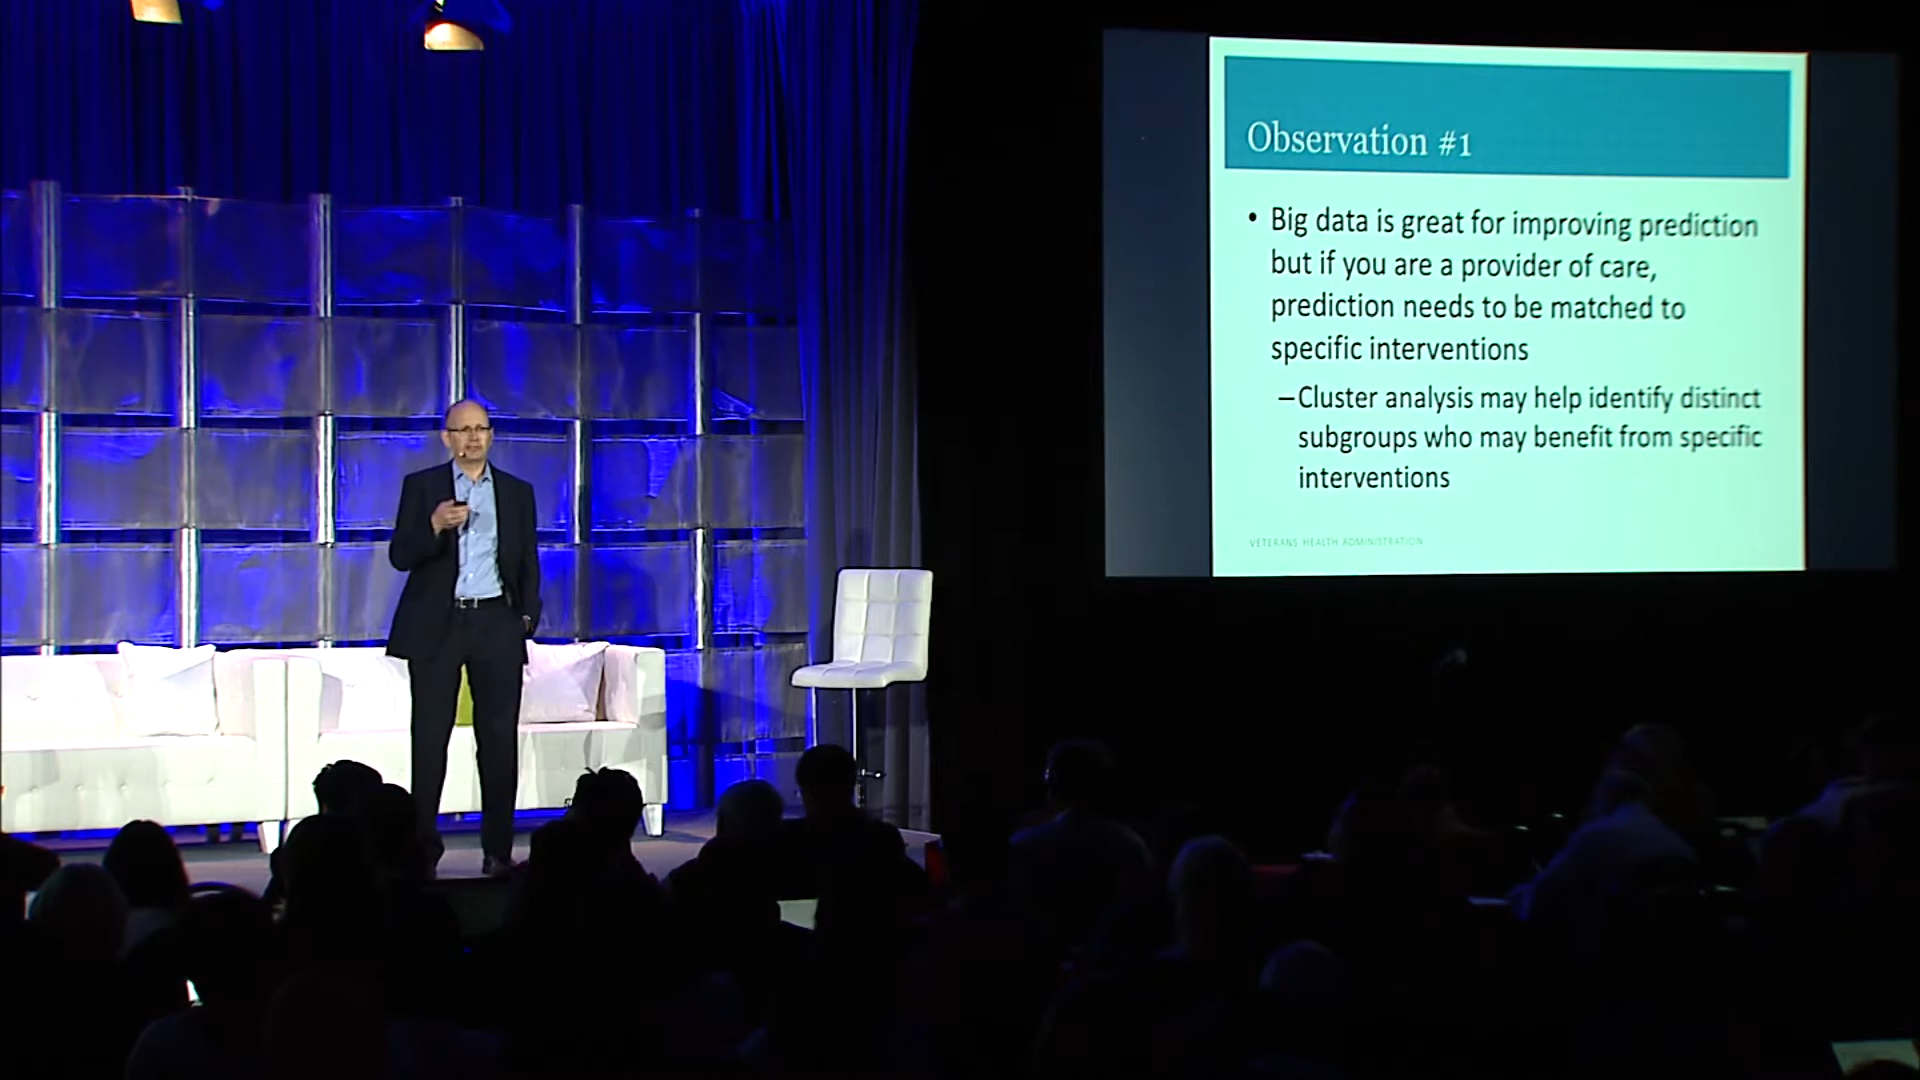 Observation #1
• Big data is great for improving prediction
but if you are a provider of care,
prediction needs to be matched to
specific interventions
–Cluster analysis may help identify distinct
subgroups who may benefit from specific
interventions
VETERANS HEALTH ADMINISTRATION